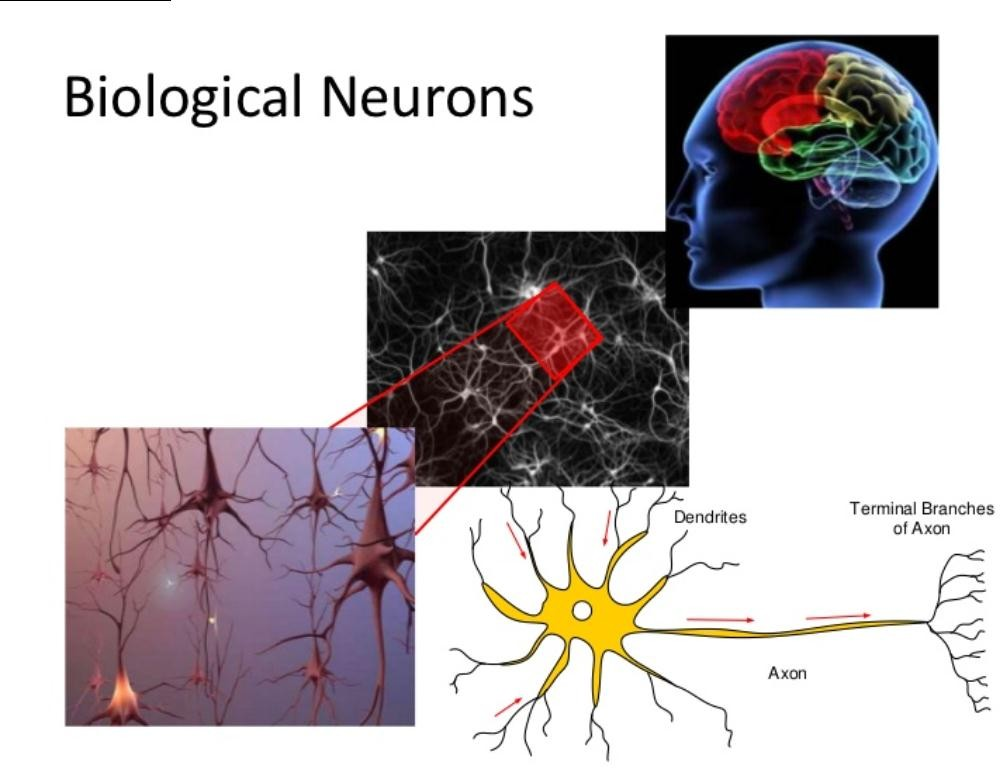 Biological Neurons
Dendrites
Terminal Branches
of Axon
Axon